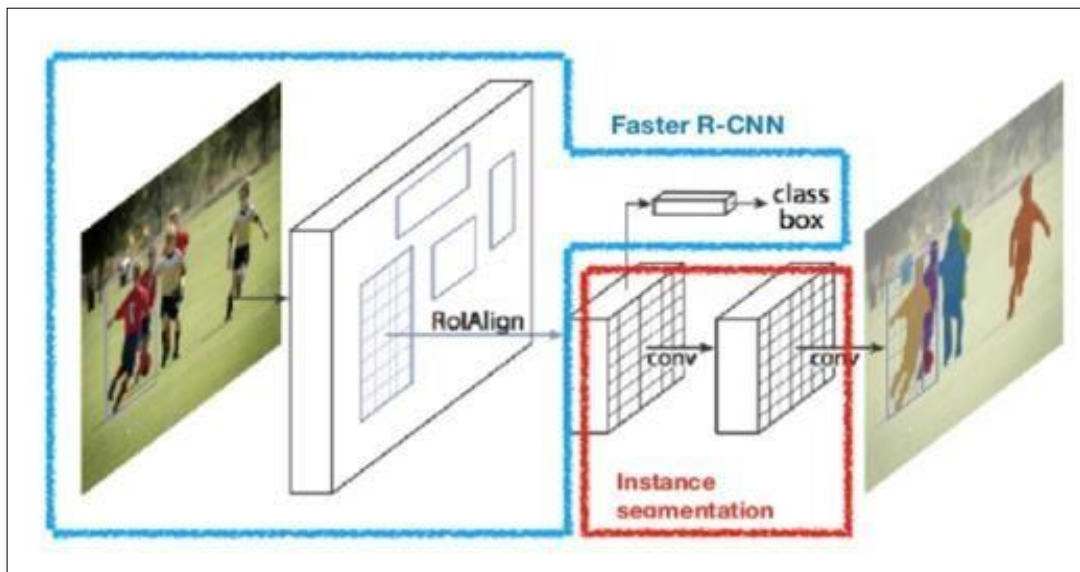 Faster R-CNN
class
box
RoIAlign
conv
conv
Instance
segmentation